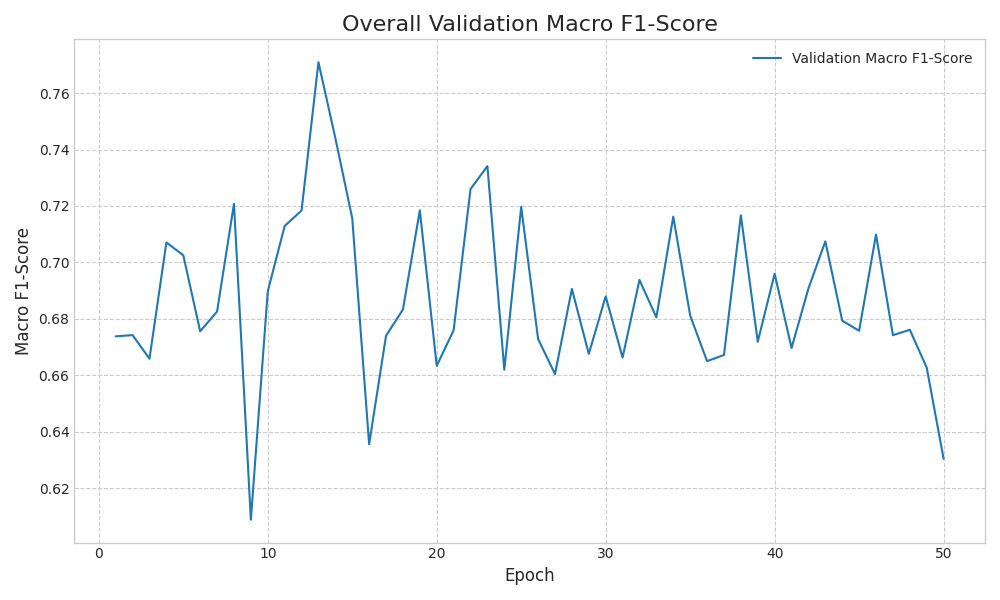 Overall Validation Macro F1-Score
Validation Macro F1-Score
Macro F1-Score
0.76
0.74
0.72
0.70
0.68
0.66
0.64
0.62
0 10 20 30 40 50
Epoch